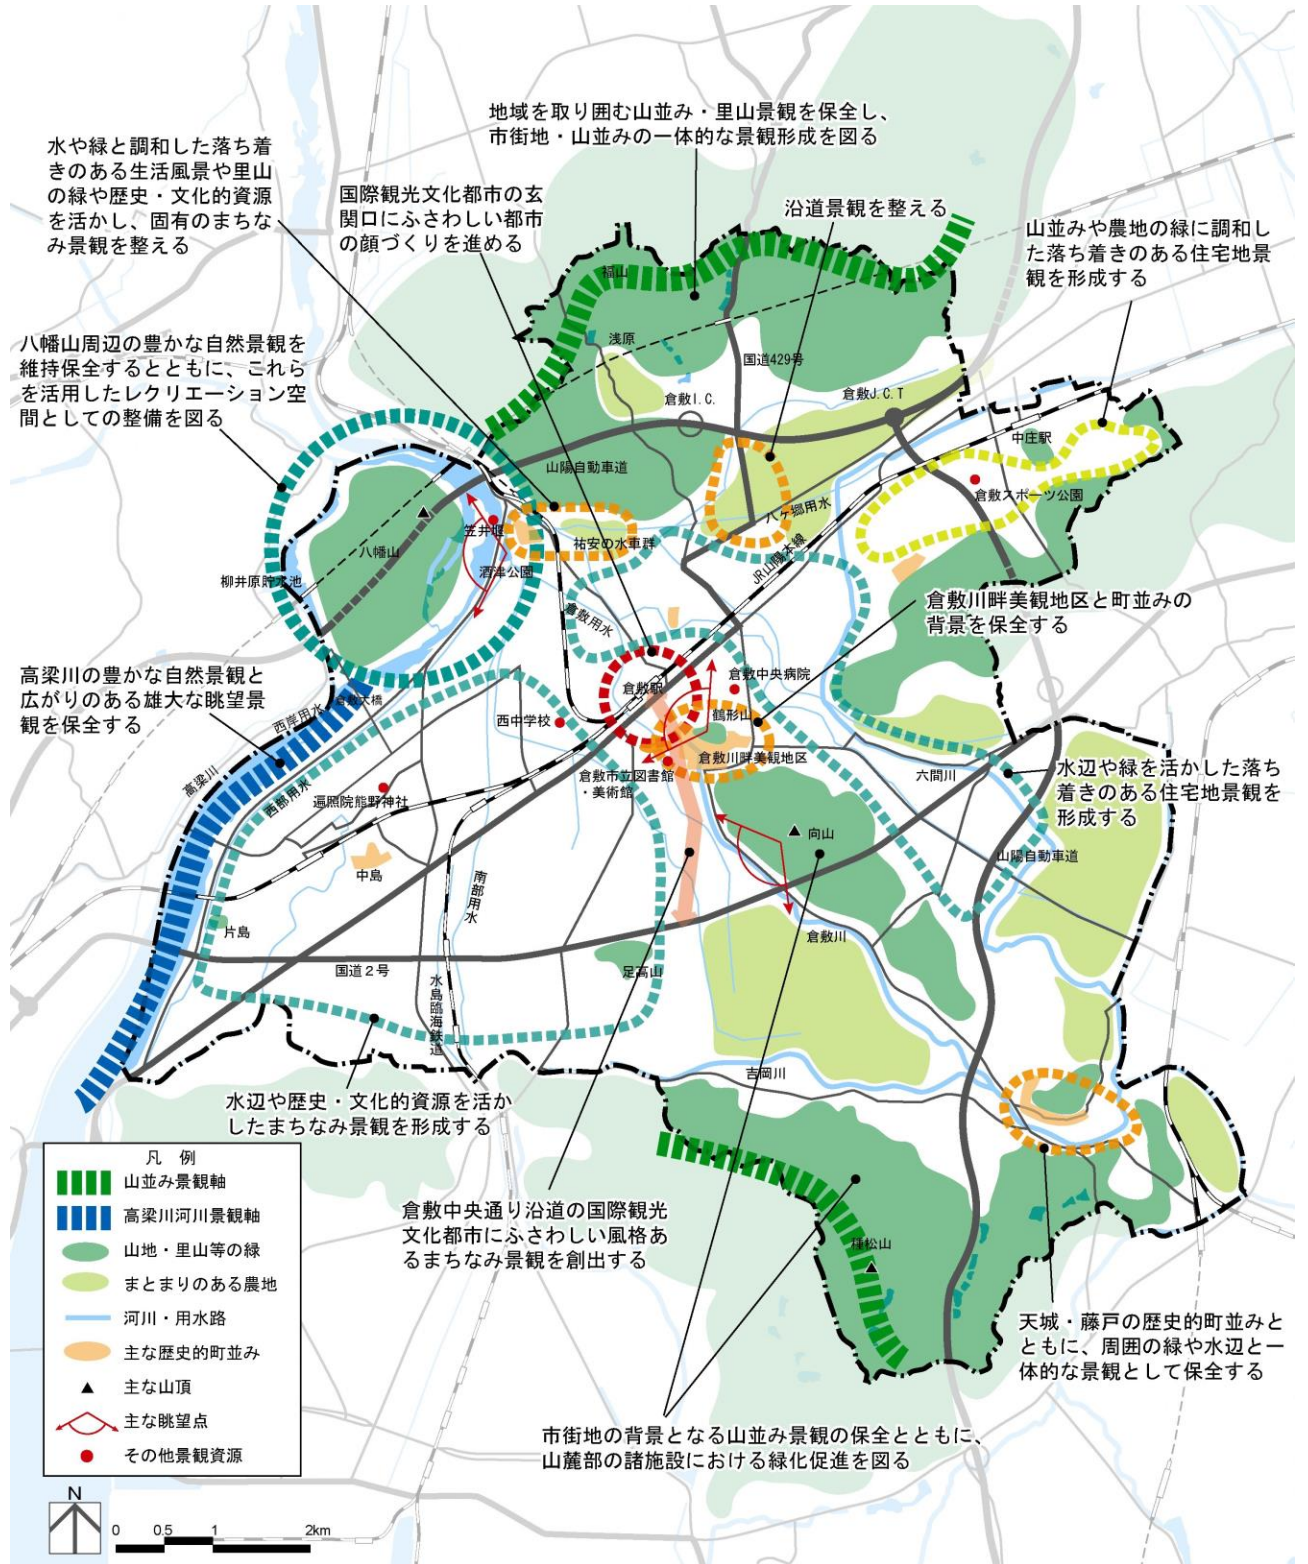 地域を取り囲む山並み・里山景観を保全し、
市街地・山並みの一体的な景観形成を図る
水や緑と調和した落ち着
きのある生活風景や里山
の緑や歴史・文化的資源
を活かし、固有のまちな
み景観を整える
国際観光文化都市の玄
関口にふさわしい都市
の顔づくりを進める
沿道景観を整える
山並みや農地の緑に調和し
た落ち着きのある住宅地景
観を形成する
八幡山周辺の豊かな自然景観を
維持保全するとともに、これら
を活用したレクリエーション空
間としての整備を図る
福山
浅原
国道429号
倉敷I.C.
倉敷J.C.T
中庄駅
山陽自動車道
倉敷スポーツ公園
八ケ郷用水
笠井堰
祐安の水車群
八幡山
酒津公園
JR山陽本線
柳井原貯水池
倉敷用水
倉敷川畔美観地区と町並みの
背景を保全する
高梁川の豊かな自然景観と
広がりのある雄大な眺望景
観を保全する
倉敷大橋
西岸用水
倉敷駅
倉敷中央病院
西中学校
鶴形山
倉敷川畔美観地区
倉敷市立図書館
・美術館
高梁川
西部用水
遍照院熊野神社
六間川
水辺や緑を活かした落ち
着きのある住宅地景観を
形成する
向山
山陽自動車道
中島
南部用水
片島
倉敷川
国道2号
足高山
水島臨海鉄道
吉岡川
水辺や歴史・文化的資源を活か
したまちなみ景観を形成する
倉敷中央通り沿道の国際観光
文化都市にふさわしい風格あ
るまちなみ景観を創出する
種松山
天城・藤戸の歴史的町並みと
ともに、周囲の緑や水辺と一
体的な景観として保全する
市街地の背景となる山並み景観の保全とともに、
山麓部の諸施設における緑化促進を図る
凡 例
山並み景観軸
高梁川河川景観軸
山地・里山等の緑
まとまりのある農地
河川・用水路
主な歴史的町並み
主な山頂
主な眺望点
その他景観資源
N
0 0.5 1 2km